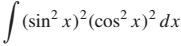 ∫ (sin² x)²(cos² x)² dx